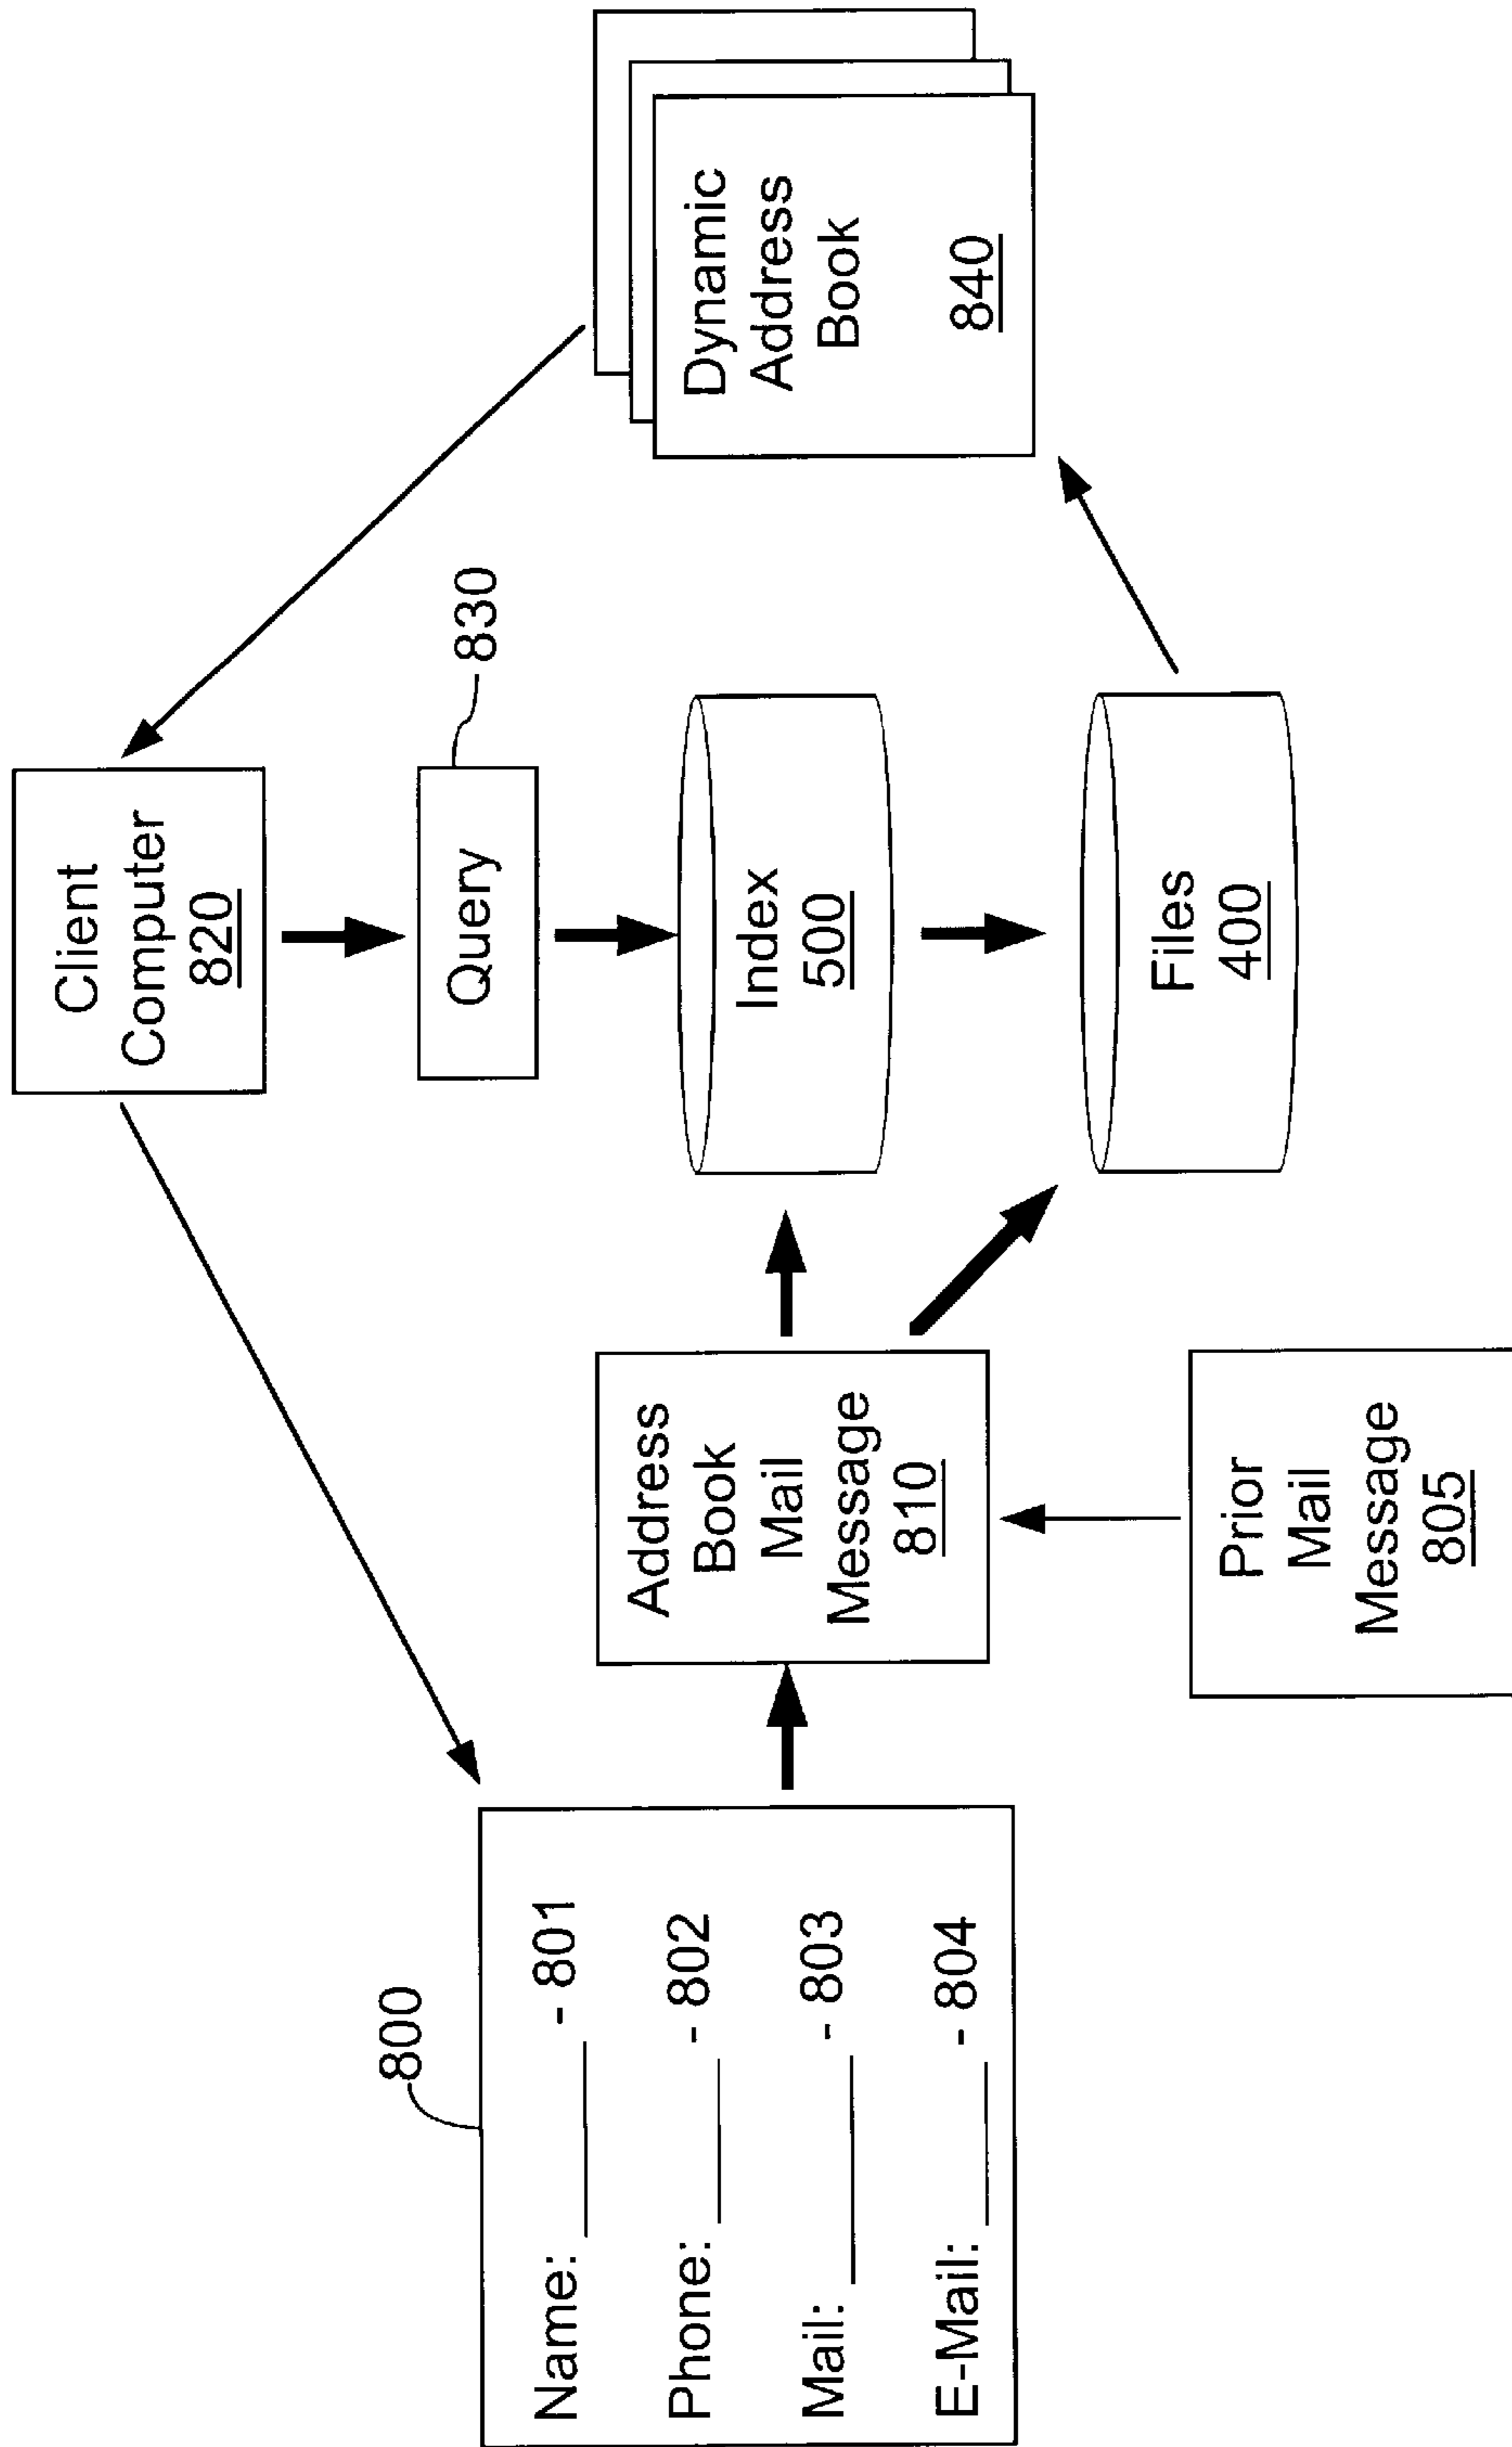 Client
Computer
820
Query
830
800
Name: ____ - 801
Phone: ____ - 802
Mail: ____ - 803
E-Mail: ____ - 804
Address
Book
Mail
Message
810
Index
500
Dynamic
Address
Book
840
Prior
Mail
Message
805
Files
400